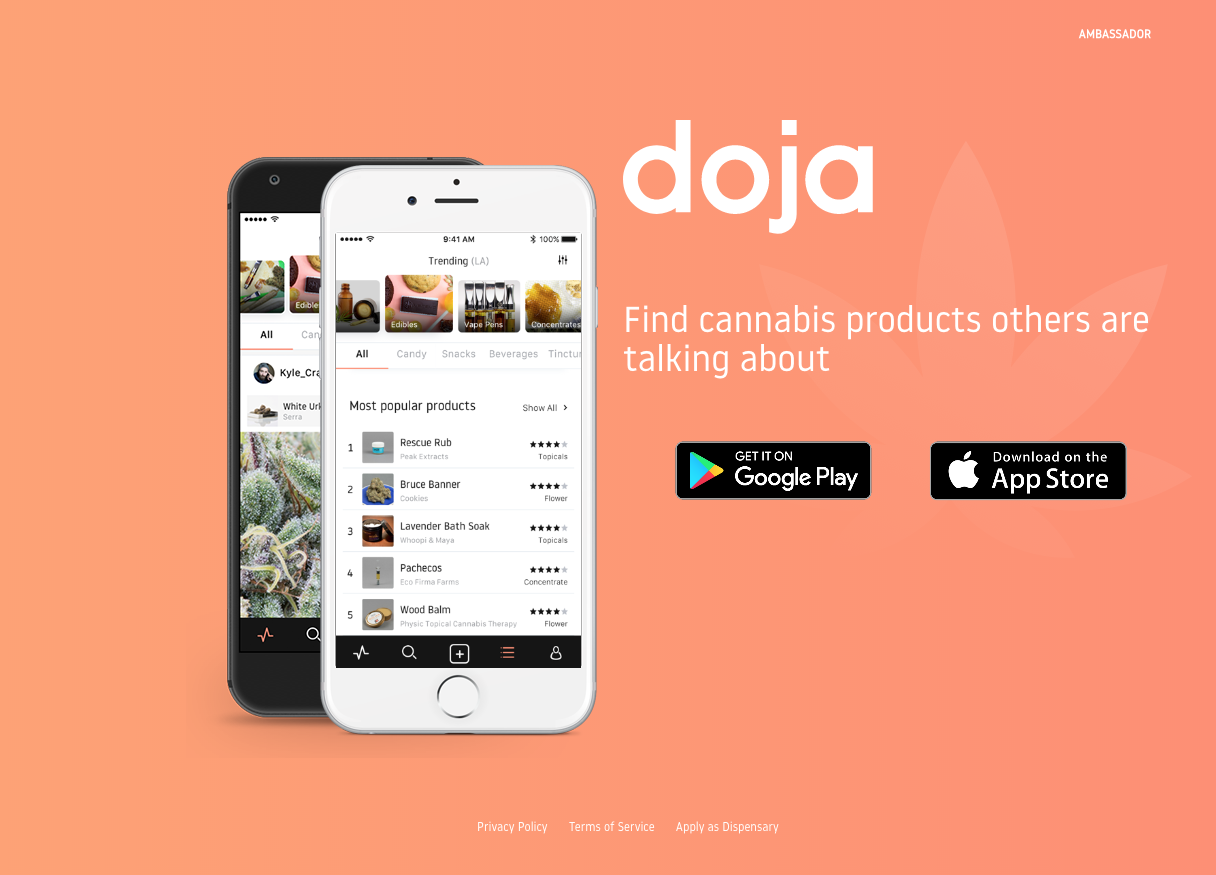 AMBASSADOR
doja
Find cannabis products others are
talking about
GET IT ON
Google Play
Download on the
App Store
Edible
All
Can
Kyle_Cra
White Url
Serra
9:41 AM
100%
Trending (LA)
Edibles
Vape Pens
Concentrates
All Candy Snacks Beverages Tinctur
Most popular products
Show All >
1 Rescue Rub
Peak Extracts Topicals
2 Bruce Banner
Cookies Flower
3 Lavender Bath Soak
Whoopi & Maya Topicals
4 Pachecos
Eco Firma Farms Concentrate
5 Wood Balm
Physic Topical Cannabis Therapy Flower
Privacy Policy Terms of Service Apply as Dispensary